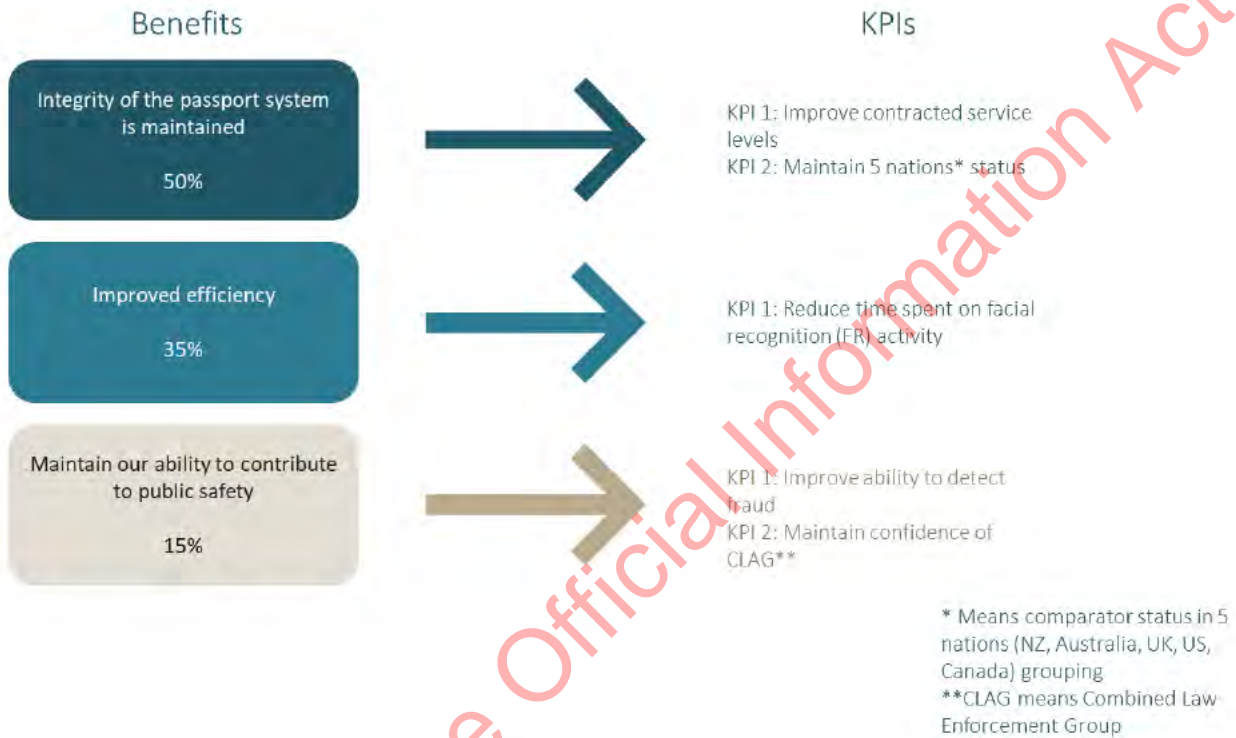 Benefits
KPIs
Integrity of the passport system
is maintained
50%
KPI 1: Improve contracted service
levels
KPI 2: Maintain 5 nations* status
Improved efficiency
35%
KPI 1: Reduce time spent on facial
recognition (FR) activity
Maintain our ability to contribute
to public safety
15%
KPI 1: Improve ability to detect
fraud
KPI 2: Maintain confidence of
CLAG**
* Means comparator status in 5
nations (NZ, Australia, UK, US,
Canada) grouping
**CLAG means Combined Law
Enforcement Group
e Official Information Act